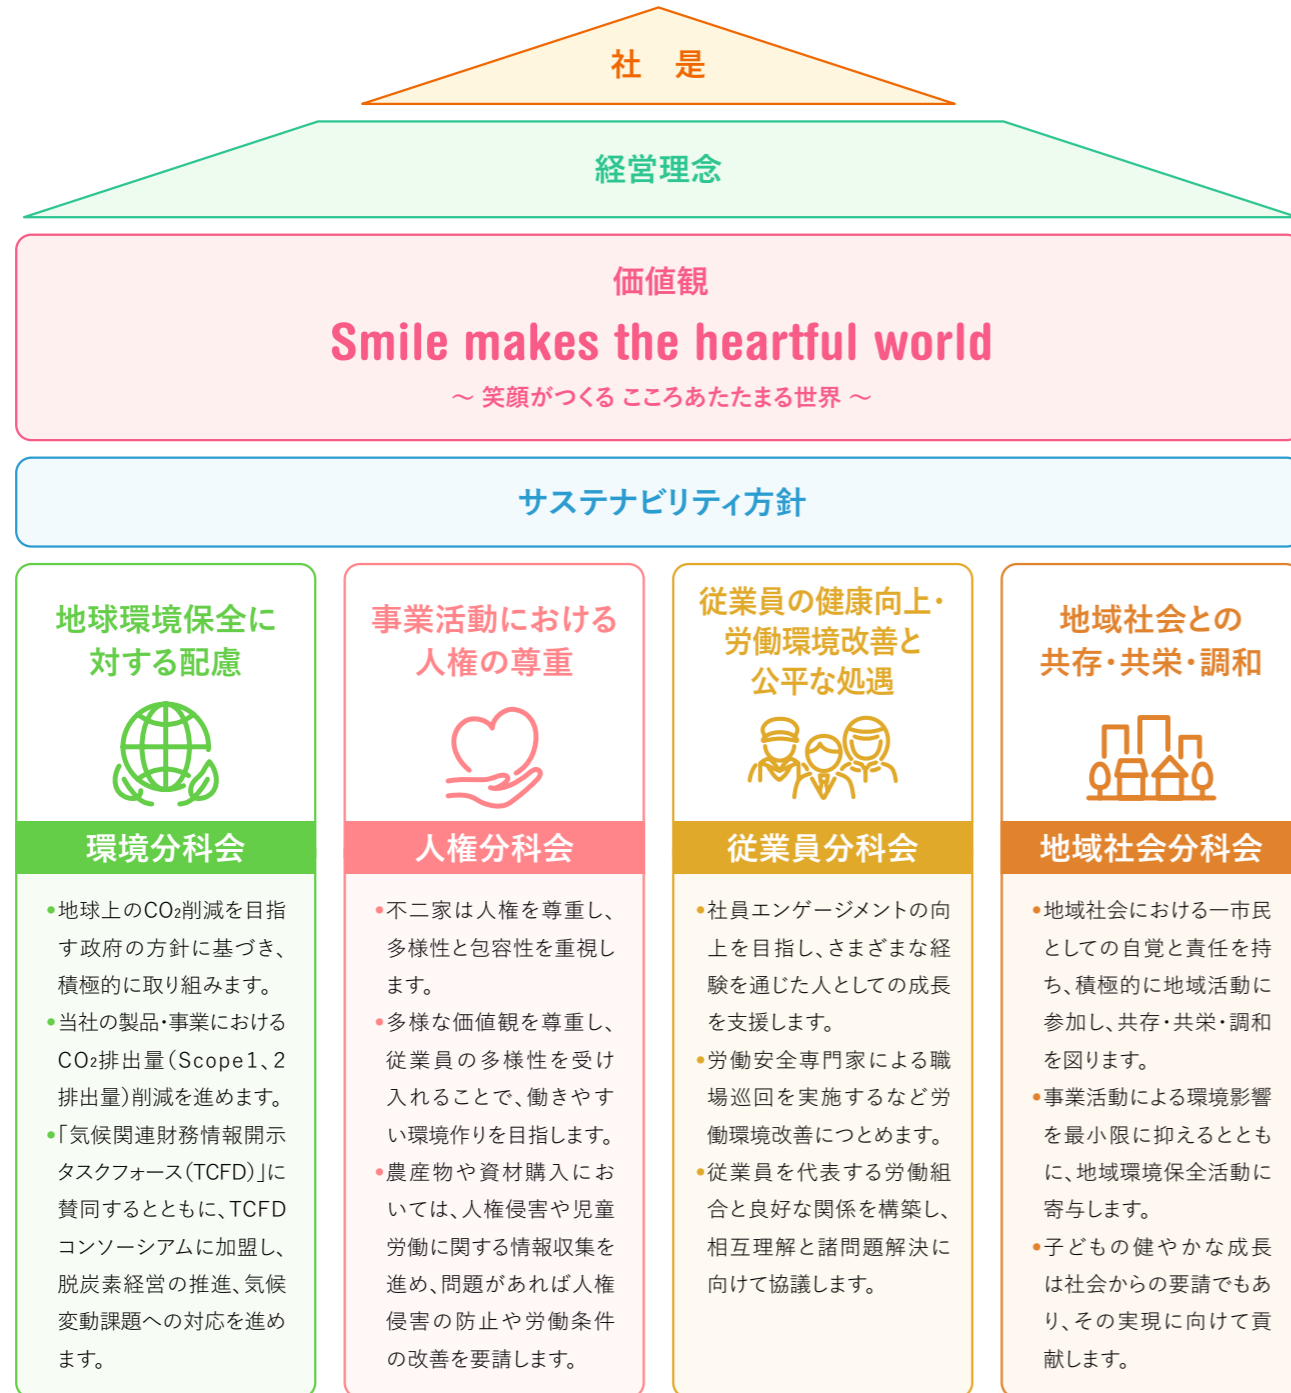 社　是
経営理念
価値観
Smile makes the heartful world
～ 笑顔がつくる こころあたたまる世界 ～
サステナビリティ方針
地球環境保全に
対する配慮
環境分科会
•地球上のCO₂削減を目指
す政府の方針に基づき、
積極的に取り組みます。
•当社の製品・事業における
CO₂排出量（Scope1、2
排出量）削減を進めます。
•「気候関連財務情報開示
タスクフォース（TCFD）」に
賛同するとともに、TCFD
コンソーシアムに加盟し、
脱炭素経営の推進、気候
変動課題への対応を進め
ます。
事業活動における
人権の尊重
人権分科会
•不二家は人権を尊重し、
多様性と包容性を重視し
ます。
•多様な価値観を尊重し、
従業員の多様性を受け
入れることで、働きやす
い環境作りを目指します。
•農産物や資材購入にお
いては、人権侵害や児童
労働に関する情報収集を
進め、問題があれば人権
侵害の防止や労働条件
の改善を要請します。
従業員の健康向上・
労働環境改善と
公平な処遇
従業員分科会
•社員エンゲージメントの向
上を目指し、さまざまな経
験を通じた人としての成長
を支援します。
•労働安全専門家による職
場巡回を実施するなど労
働環境改善につとめます。
•従業員を代表する労働組
合と良好な関係を構築し、
相互理解と諸問題解決に
向けて協議します。
地域社会との
共存・共栄・調和
地域社会分科会
•地域社会における一市民
としての自覚と責任を持
ち、積極的に地域活動に
参加し、共存・共栄・調和
を図ります。
•事業活動による環境影響
を最小限に抑えるととも
に、地域環境保全活動に
寄与します。
•子どもの健やかな成長
は社会からの要請でもあ
り、その実現に向けて貢
献します。